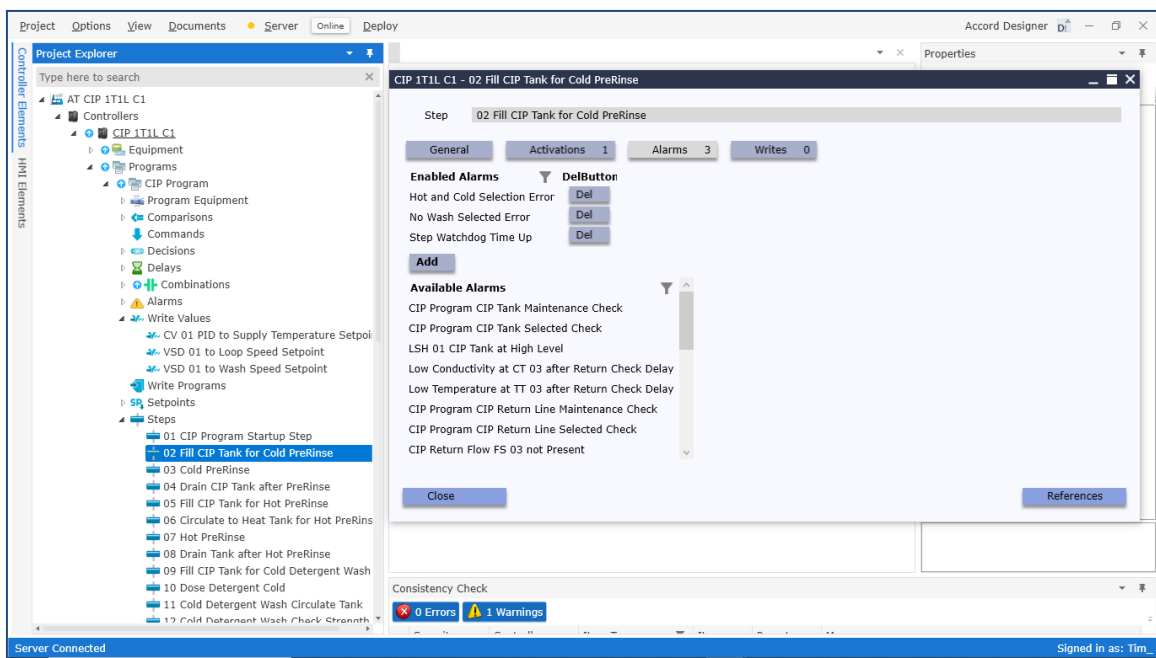 Project Options View Documents Server Online Deploy Accord Designer
Controller Elements
HMI Elements
Project Explorer
Type here to search
AT CIP 1T1L C1
Controllers
CIP 1T1L C1
Equipment
Programs
CIP Program
Program Equipment
Comparisons
Commands
Decisions
Delays
Combinations
Alarms
Write Values
CV 01 PID to Supply Temperature Setpoi
VSD 01 to Loop Speed Setpoint
VSD 01 to Wash Speed Setpoint
Write Programs
SP Setpoints
Steps
01 CIP Program Startup Step
02 Fill CIP Tank for Cold PreRinse
03 Cold PreRinse
04 Drain CIP Tank after PreRinse
05 Fill CIP Tank for Hot PreRinse
06 Circulate to Heat Tank for Hot PreRins
07 Hot PreRinse
08 Drain Tank after Hot PreRinse
09 Fill CIP Tank for Cold Detergent Wash
10 Dose Detergent Cold
11 Cold Detergent Wash Circulate Tank
12 Cold Detergent Wash Check Strength
Properties
CIP 1T1L C1 - 02 Fill CIP Tank for Cold PreRinse
Step 02 Fill CIP Tank for Cold PreRinse
General Activations 1 Alarms 3 Writes 0
Enabled Alarms DelButton
Hot and Cold Selection Error Del
No Wash Selected Error Del
Step Watchdog Time Up Del
Add
Available Alarms
CIP Program CIP Tank Maintenance Check
CIP Program CIP Tank Selected Check
LSH 01 CIP Tank at High Level
Low Conductivity at CT 03 after Return Check Delay
Low Temperature at TT 03 after Return Check Delay
CIP Program CIP Return Line Maintenance Check
CIP Program CIP Return Line Selected Check
CIP Return Flow FS 03 not Present
Close References
Consistency Check
0 Errors 1 Warnings
Server Connected Signed in as: Tim_